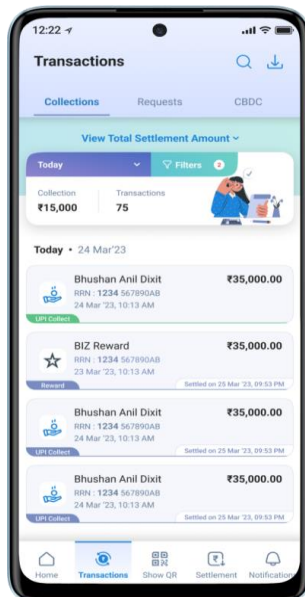 12:22
Transactions
Collections Requests CBDC
View Total Settlement Amount
Today Filters 2
Collection Transactions
₹15,000 75
Today • 24 Mar'23
Bhushan Anil Dixit ₹35,000.00
RRN : 1234 567890AB
24 Mar '23, 10:13 AM
UPI Collect
BIZ Reward ₹35,000.00
RRN : 1234 567890AB
23 Mar '23, 10:13 AM
Reward Settled on 25 Mar '23, 09:53 PM
Bhushan Anil Dixit ₹35,000.00
RRN : 1234 567890AB
24 Mar '23, 10:13 AM
UPI Collect Settled on 25 Mar '23, 09:53 PM
Bhushan Anil Dixit ₹35,000.00
RRN : 1234 567890AB
24 Mar '23, 10:13 AM
UPI Collect Settled on 25 Mar '23, 09:53 PM
Home Transactions Show QR Settlement Notification